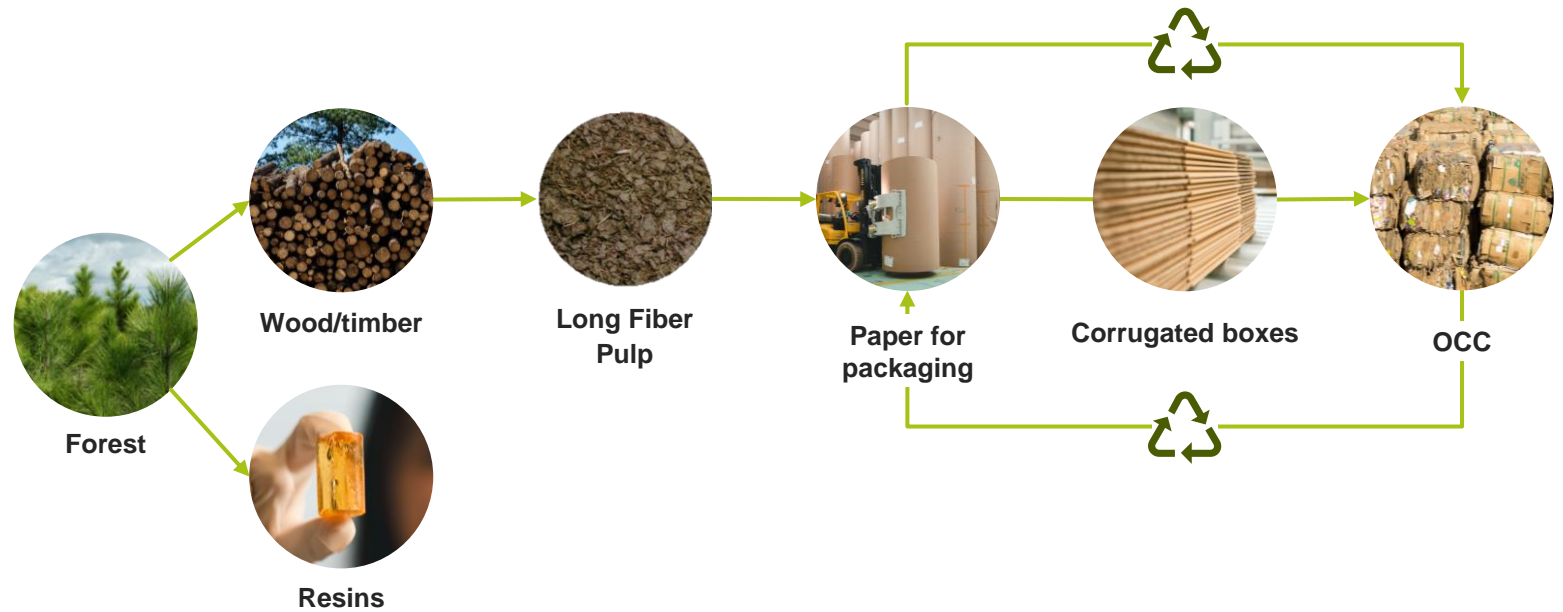 Forest
Wood/timber
Resins
Long Fiber
Pulp
Paper for
packaging
Corrugated boxes
OCC